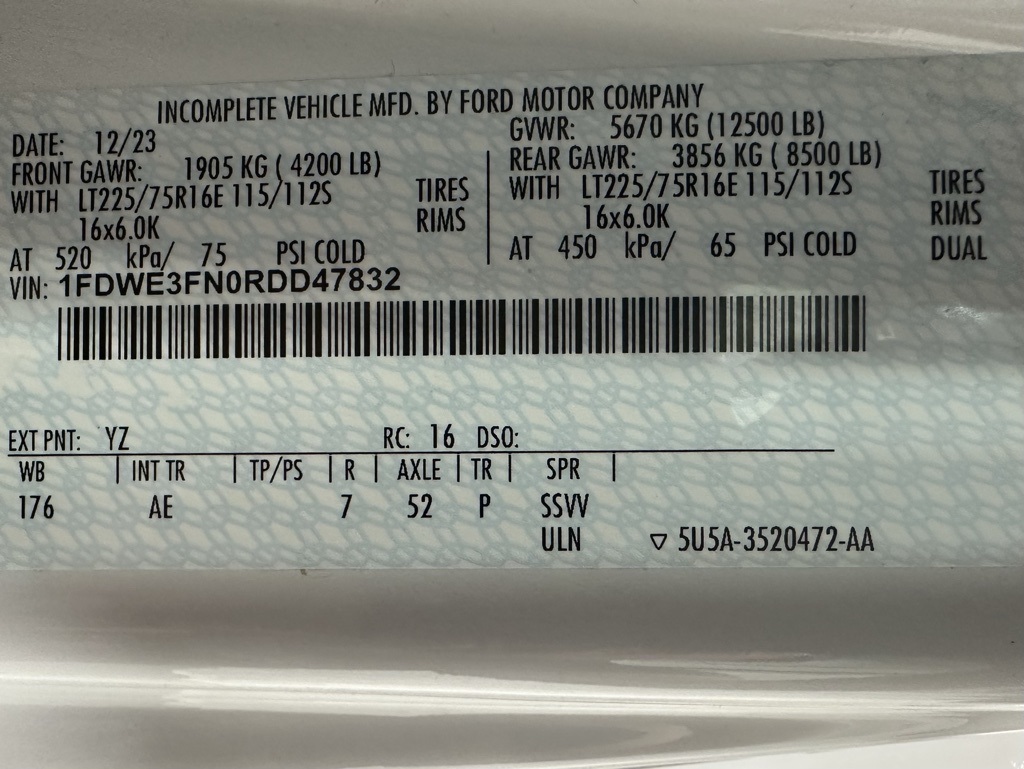 INCOMPLETE VEHICLE MFD. BY FORD MOTOR COMPANY
DATE: 12/23 GVWR: 5670 KG (12500 LB)
FRONT GAWR: 1905 KG ( 4200 LB) REAR GAWR: 3856 KG ( 8500 LB)
WITH LT225/75R16E 115/112S TIRES WITH LT225/75R16E 115/112S TIRES
16x6.0K RIMS 16x6.0K RIMS
AT 520 kPa/ 75 PSI COLD AT 450 kPa/ 65 PSI COLD DUAL
VIN: 1FDWE3FN0RDD47832
EXT PNT: YZ RC: 16 DSO:
WB | INT TR | TP/PS | R | AXLE | TR | SPR |
176 AE 7 52 P SSVV
ULN ▽ 5U5A-3520472-AA